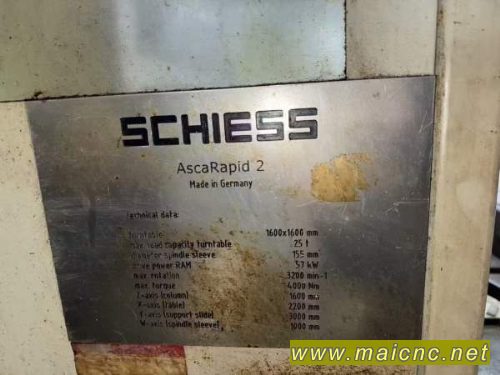 SCHIESS
AscaRapid 2
Made in Germany
technical data:
turntable 1600x1600 mm
max. load capacity turntable 25 t
diameter spindle sleeve 155 mm
drive power RAM 57 kW
max. rotation 3200 min-1
max. torque 4000 Nm
Z-axis (column) 1600 mm
X-axis (table) 2200 mm
Y-axis (support slide) 3000 mm
W-axis (spindle sleeve) 1000 mm
www.maicnc.net